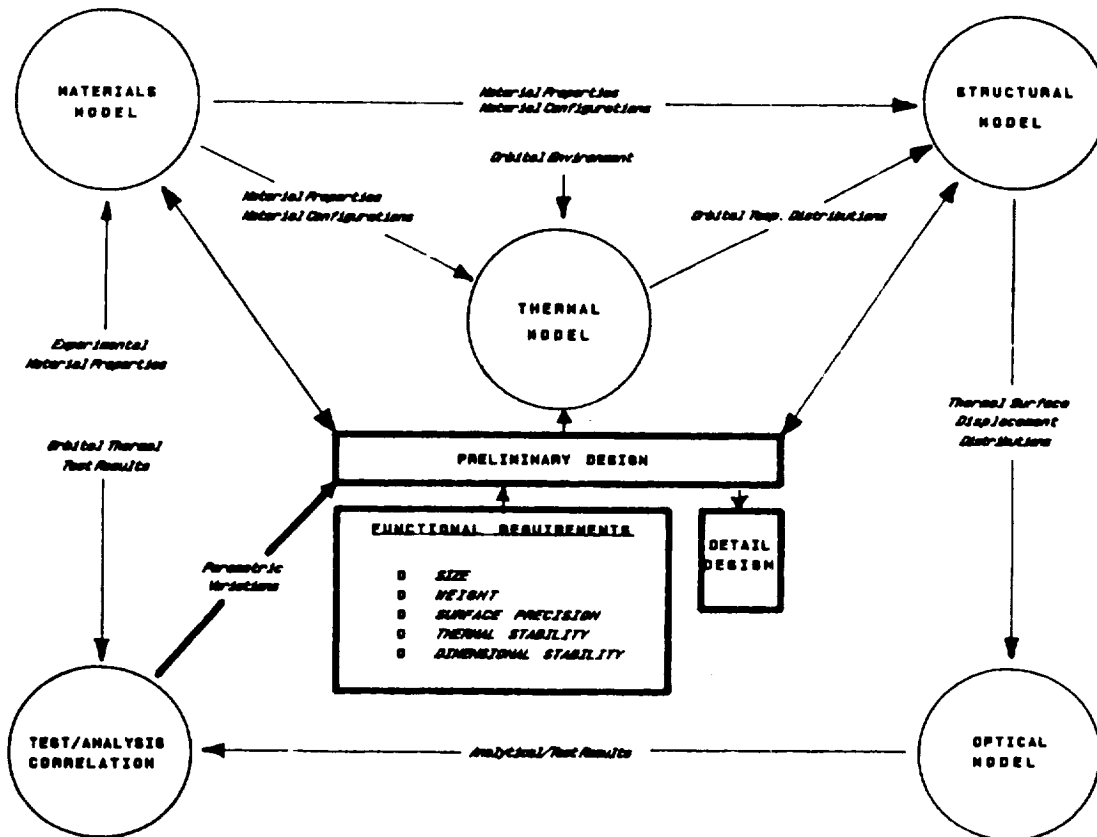 MATERIALS
MODEL
Material Properties
Material Configurations
STRUCTURAL
MODEL
Orbital Environment
Material Properties
Material Configurations
Orbital Temp. Distributions
THERMAL
MODEL
Experimental
Material Properties
Thermal Surface
Displacement
Distributions
Orbital Thermal
Test Results
PRELIMINARY DESIGN
FUNCTIONAL REQUIREMENTS
SIZE
WEIGHT
SURFACE PRECISION
THERMAL STABILITY
DIMENSIONAL STABILITY
DETAIL
DESIGN
Parametric
Variations
TEST/ANALYSIS
CORRELATION
Analytical/Test Results
OPTICAL
MODEL